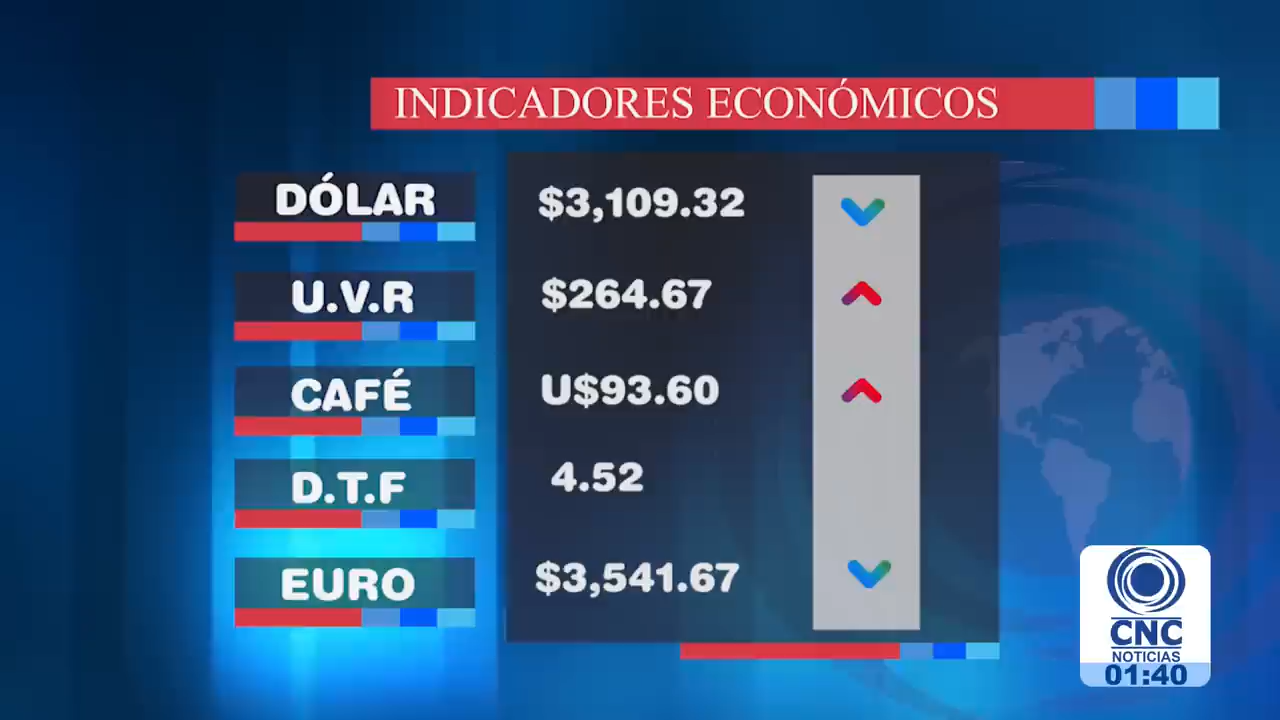 INDICADORES ECONÓMICOS
DÓLAR $3,109.32
U.V.R $264.67
CAFÉ U$93.60
D.T.F 4.52
EURO $3,541.67
CNC
NOTICIAS
01:40